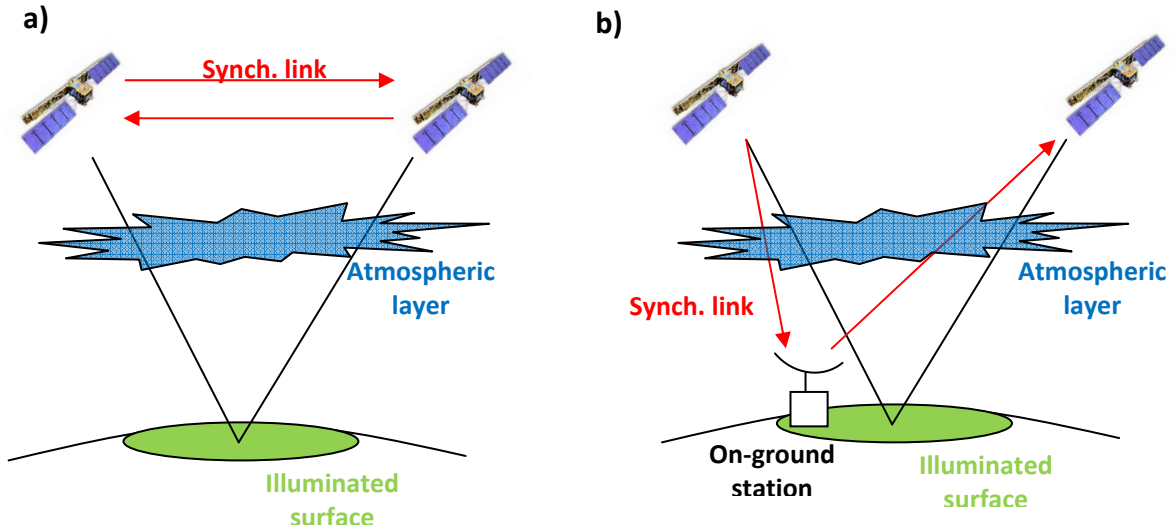 a)
Synch. link
Atmospheric
layer
Illuminated
surface
b)
Synch. link
Atmospheric
layer
On-ground
station
Illuminated
surface